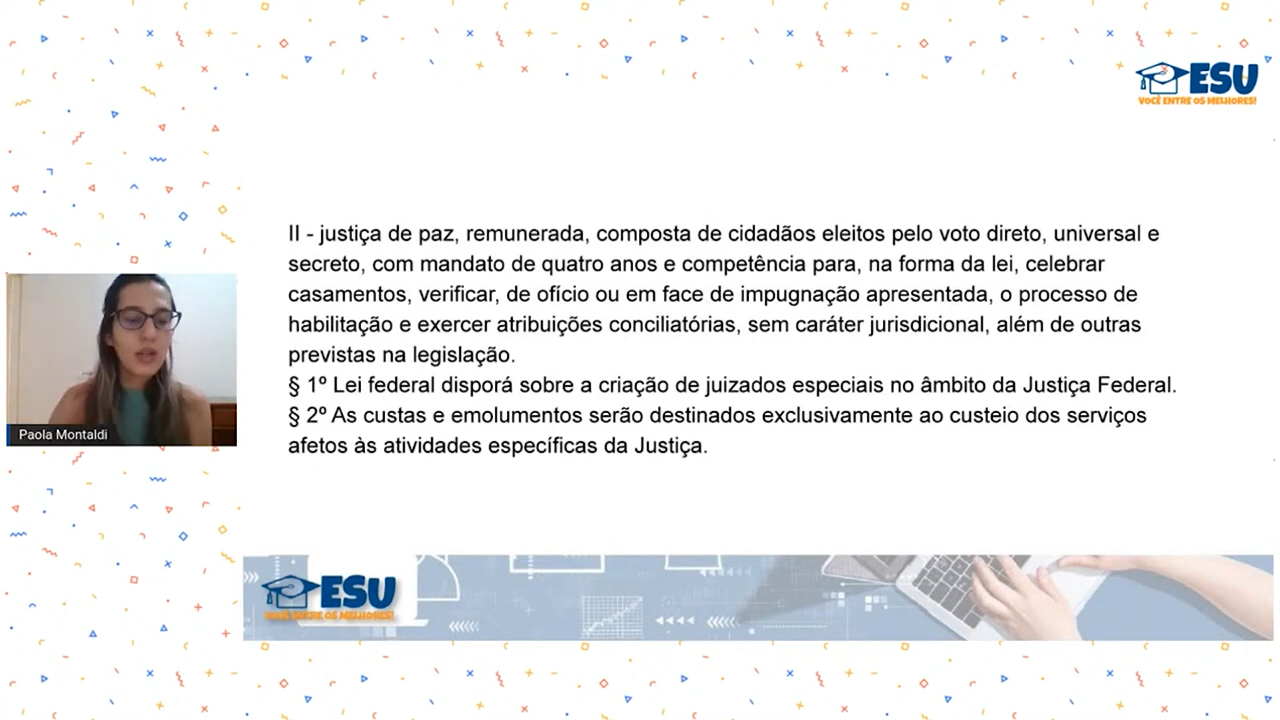 ESU
VOCÊ ENTRE OS MELHORES!
II - justiça de paz, remunerada, composta de cidadãos eleitos pelo voto direto, universal e
secreto, com mandato de quatro anos e competência para, na forma da lei, celebrar
casamentos, verificar, de ofício ou em face de impugnação apresentada, o processo de
habilitação e exercer atribuições conciliatórias, sem caráter jurisdicional, além de outras
previstas na legislação.
§ 1º Lei federal disporá sobre a criação de juizados especiais no âmbito da Justiça Federal.
§ 2º As custas e emolumentos serão destinados exclusivamente ao custeio dos serviços
afetos às atividades específicas da Justiça.
Paola Montaldi
ESU
VOCÊ ENTRE OS MELHORES!